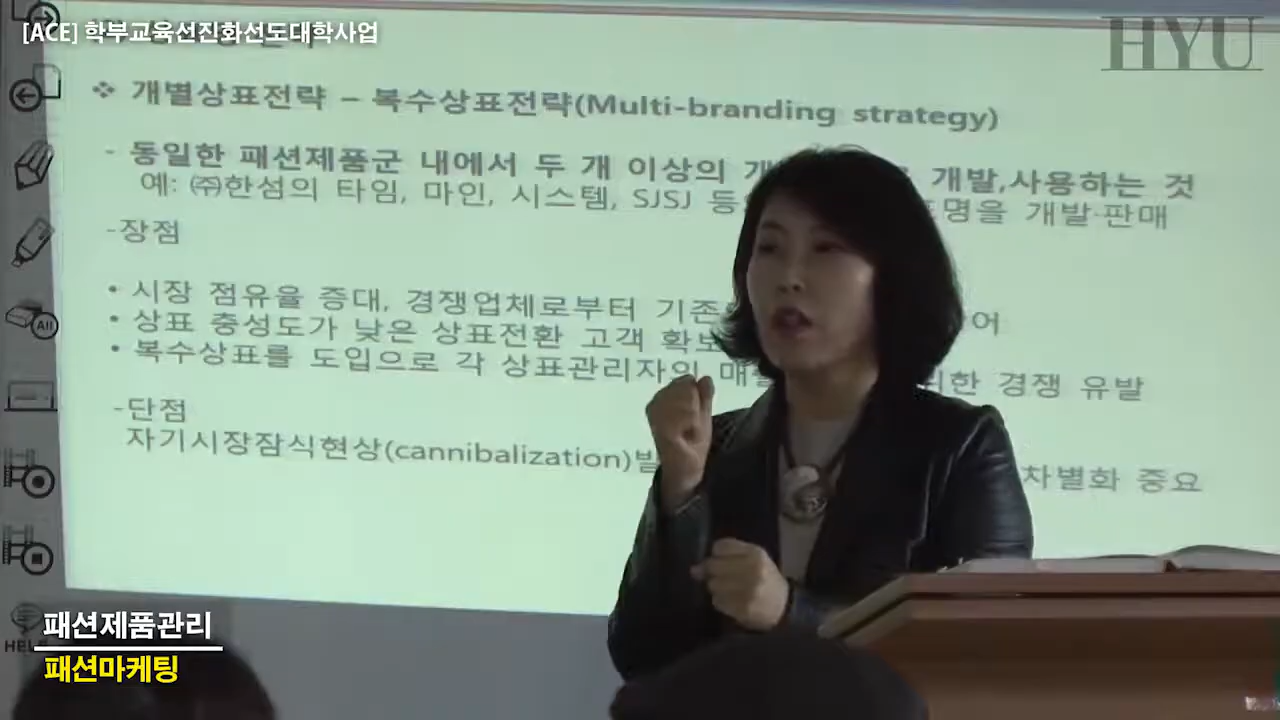 [ACE] 학부교육선진화선도대학사업
HYU
❖ 개별상표전략 – 복수상표전략(Multi-branding strategy)
- 동일한 패션제품군 내에서 두 개 이상의 개 개발,사용하는 것
예: ㈜한섬의 타임, 마인, 시스템, SJSJ 등 표명을 개발·판매
-장점
• 시장 점유율 증대, 경쟁업체로부터 기존 어
• 상표 충성도가 낮은 상표전환 고객 확보
• 복수상표를 도입으로 각 상표관리자의 매 위한 경쟁 유발
-단점
자기시장잠식현상(cannibalization)발 차별화 중요
All
HEL
패션제품관리
패션마케팅